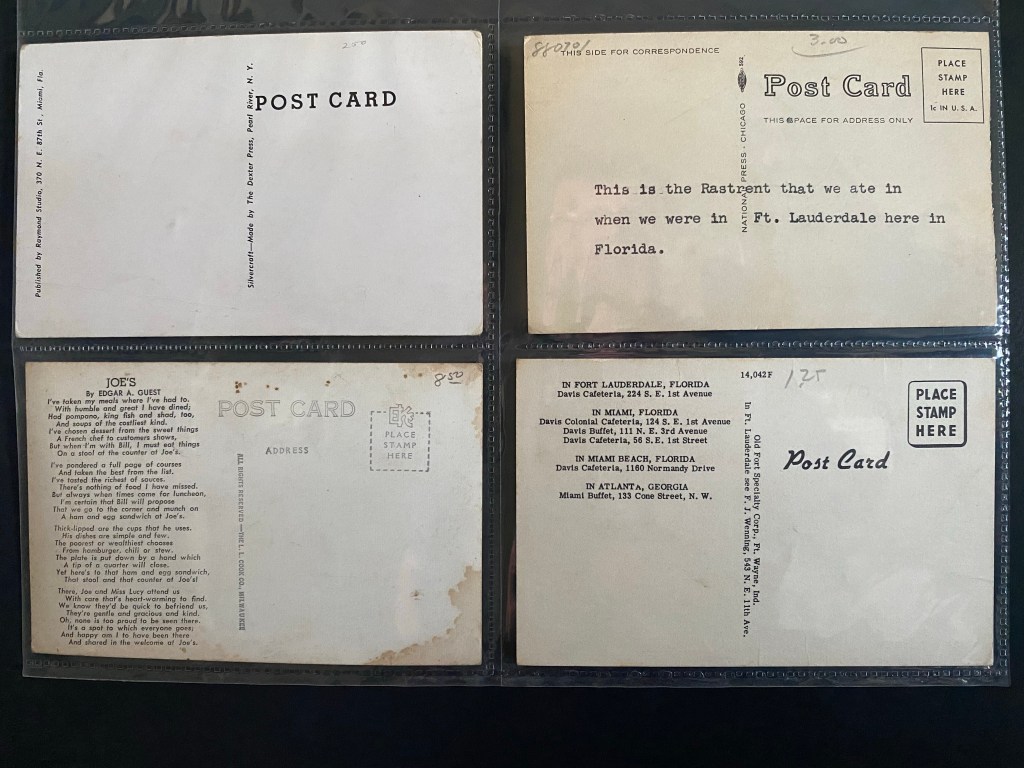 Published by Raymond Studio, 370 N. E. 87th St., Miami, Fla.
250
POST CARD
Silvercraft—Made by The Dexter Press, Pearl River, N. Y.
880701
3.00
THIS SIDE FOR CORRESPONDENCE
Post Card
THIS SPACE FOR ADDRESS ONLY
PLACE
STAMP
HERE
1c IN U. S. A.
NATIONAL PRESS - CHICAGO
This is the Rastrent that we ate in
when we were in Ft. Lauderdale here in
Florida.
JOE'S
By EDGAR A. GUEST
I've taken my meals where I've had to.
With humble and great I have dined;
Had pompano, king fish and shad, too,
And soups of the costliest kind.
I've chosen dessert from the sweet things
A French chef to customers shows,
But when I'm with Bill, I must eat things
On a stool at the counter at Joe's.
I've pondered a full page of courses
And taken the best from the list.
I've tasted the richest of sauces.
There's nothing of food I have missed.
But always when times come for luncheon,
I'm certain that Bill will propose
That we go to the corner and munch on
A ham and egg sandwich at Joe's.
Thick-lipped are the cups that he uses.
His dishes are simple and few.
The poorest or wealthiest chooses
From hamburger, chili or stew.
The plate is put down by a hand which
A tip of a quarter will close.
Yet here's to that ham and egg sandwich,
That stool and that counter at Joe's!
There, Joe and Miss Lucy attend us
With care that's heart-warming to find.
We know they'd be quick to befriend us,
They're gentle and gracious and kind.
Oh, none is too proud to be seen there.
It's a spot to which everyone goes;
And happy am I to have been there
And shared in the welcome at Joe's.
8.50
POST CARD
ADDRESS
EKC
PLACE
STAMP
HERE
ALL RIGHTS RESERVED—THE L. L. COOK CO., MILWAUKEE
IN FORT LAUDERDALE, FLORIDA
Davis Cafeteria, 224 S. E. 1st Avenue
IN MIAMI, FLORIDA
Davis Colonial Cafeteria, 124 S. E. 1st Avenue
Davis Buffet, 111 N. E. 3rd Avenue
Davis Cafeteria, 56 S. E. 1st Street
IN MIAMI BEACH, FLORIDA
Davis Cafeteria, 1160 Normandy Drive
IN ATLANTA, GEORGIA
Miami Buffet, 133 Cone Street, N. W.
14,042F
1.25
Old Fort Specialty Corp., Ft. Wayne, Ind.
In Ft. Lauderdale see F. J. Wenning, 543 N. E. 11th Ave.
Post Card
PLACE
STAMP
HERE